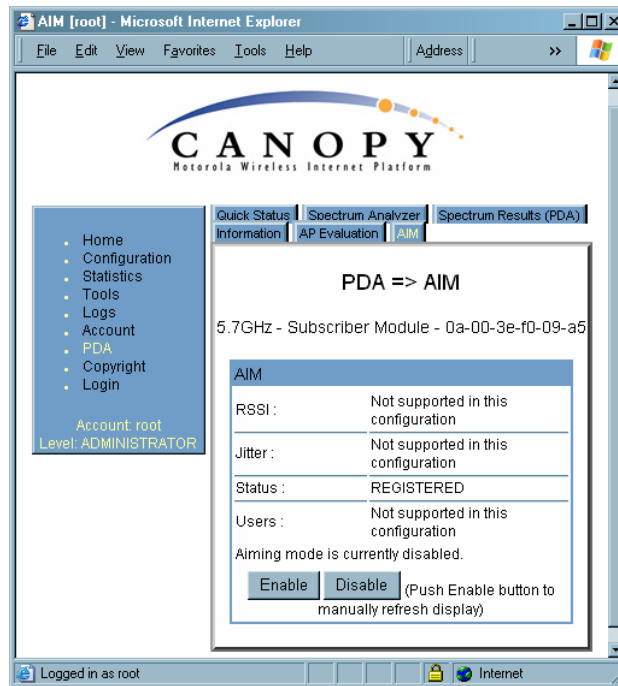 AIM [root] - Microsoft Internet Explorer
File Edit View Favorites Tools Help Address »
CANOPY
Motorola Wireless Internet Platform
Home
Configuration
Statistics
Tools
Logs
Account
PDA
Copyright
Login
Account: root
Level: ADMINISTRATOR
Quick Status Spectrum Analyzer Spectrum Results (PDA)
Information AP Evaluation AIM
PDA => AIM
5.7GHz - Subscriber Module - 0a-00-3e-f0-09-a5
AIM
RSSI : Not supported in this
configuration
Jitter : Not supported in this
configuration
Status : REGISTERED
Users : Not supported in this
configuration
Aiming mode is currently disabled.
Enable Disable (Push Enable button to
manually refresh display)
Logged in as root Internet